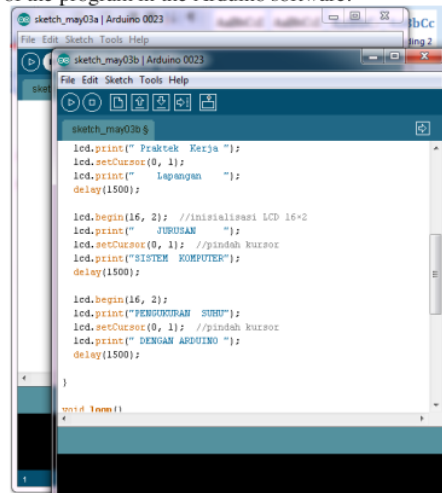 of the program in the Arduino software.
sketch_may03a | Arduino 0023
File Edit Sketch Tools Help
sketch_may03b | Arduino 0023
File Edit Sketch Tools Help
sketch_may03b §
lcd.print(" Praktek Kerja ");
lcd.setCursor(0, 1);
lcd.print("    Lapangan    ");
delay(1500);
lcd.begin(16, 2);  //inisialisasi LCD 16*2
lcd.print("    JURUSAN     ");
lcd.setCursor(0, 1);  //pindah kursor
lcd.print("SISTEM  KOMPUTER");
delay(1500);
lcd.begin(16, 2);
lcd.print("PENGUKURAN  SUHU");
lcd.setCursor(0, 1);  //pindah kursor
lcd.print(" DENGAN ARDUINO ");
delay(1500);
}
void loop()
1